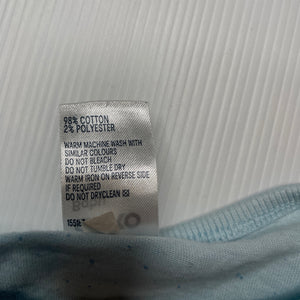 98% COTTON
2% POLYESTER
WARM MACHINE WASH WITH
SIMILAR COLOURS
DO NOT BLEACH
DO NOT TUMBLE DRY
WARM IRON ON REVERSE SIDE
IF REQUIRED
DO NOT DRYCLEAN